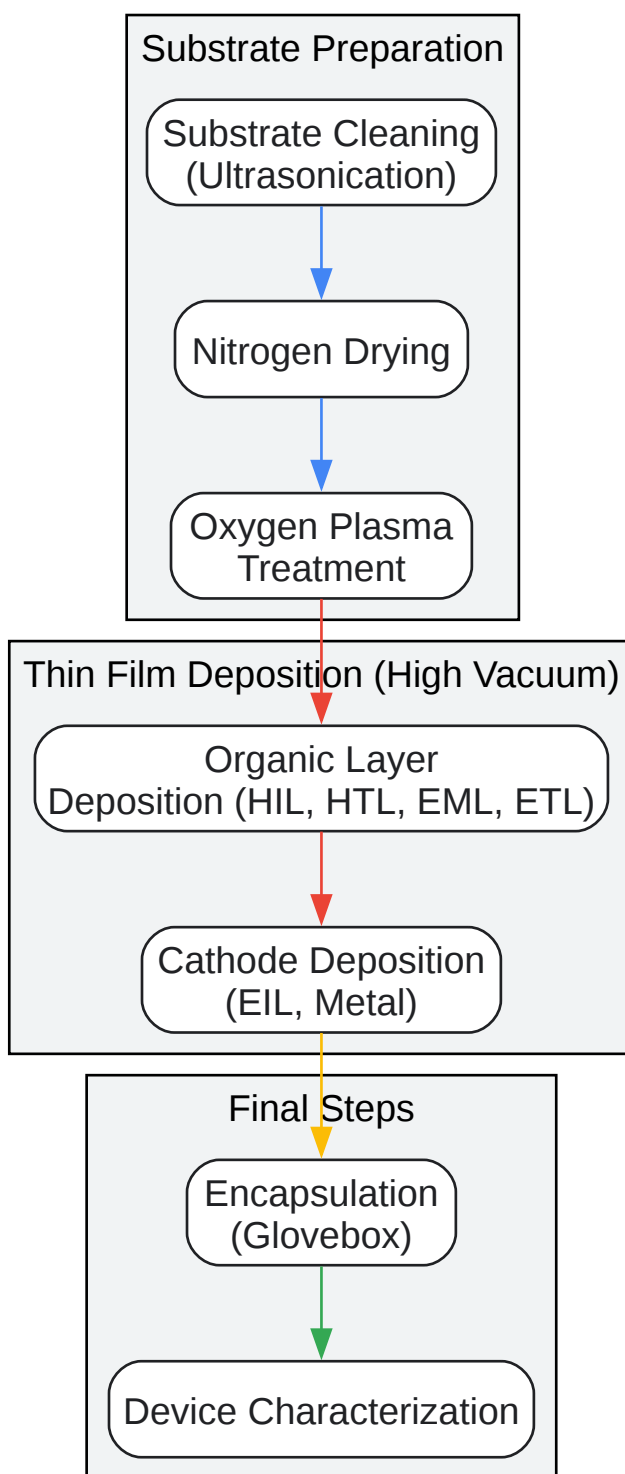 Substrate Preparation
Substrate Cleaning
(Ultrasonication)
Nitrogen Drying
Oxygen Plasma
Treatment
Thin Film Deposition (High Vacuum)
Organic Layer
Deposition (HIL, HTL, EML, ETL)
Cathode Deposition
(EIL, Metal)
Final Steps
Encapsulation
(Glovebox)
Device Characterization